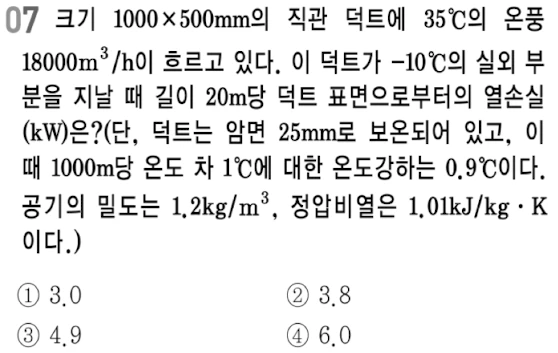 07 크기 1000×500mm의 직관 덕트에 35℃의 온풍
18000m³/h이 흐르고 있다. 이 덕트가 -10℃의 실외 부
분을 지날 때 길이 20m당 덕트 표면으로부터의 열손실
(kW)은?(단, 덕트는 암면 25mm로 보온되어 있고, 이
때 1000m당 온도 차 1℃에 대한 온도강하는 0.9℃이다.
공기의 밀도는 1.2kg/m³, 정압비열은 1.01kJ/kg·K
이다.)
① 3.0 ② 3.8
③ 4.9 ④ 6.0